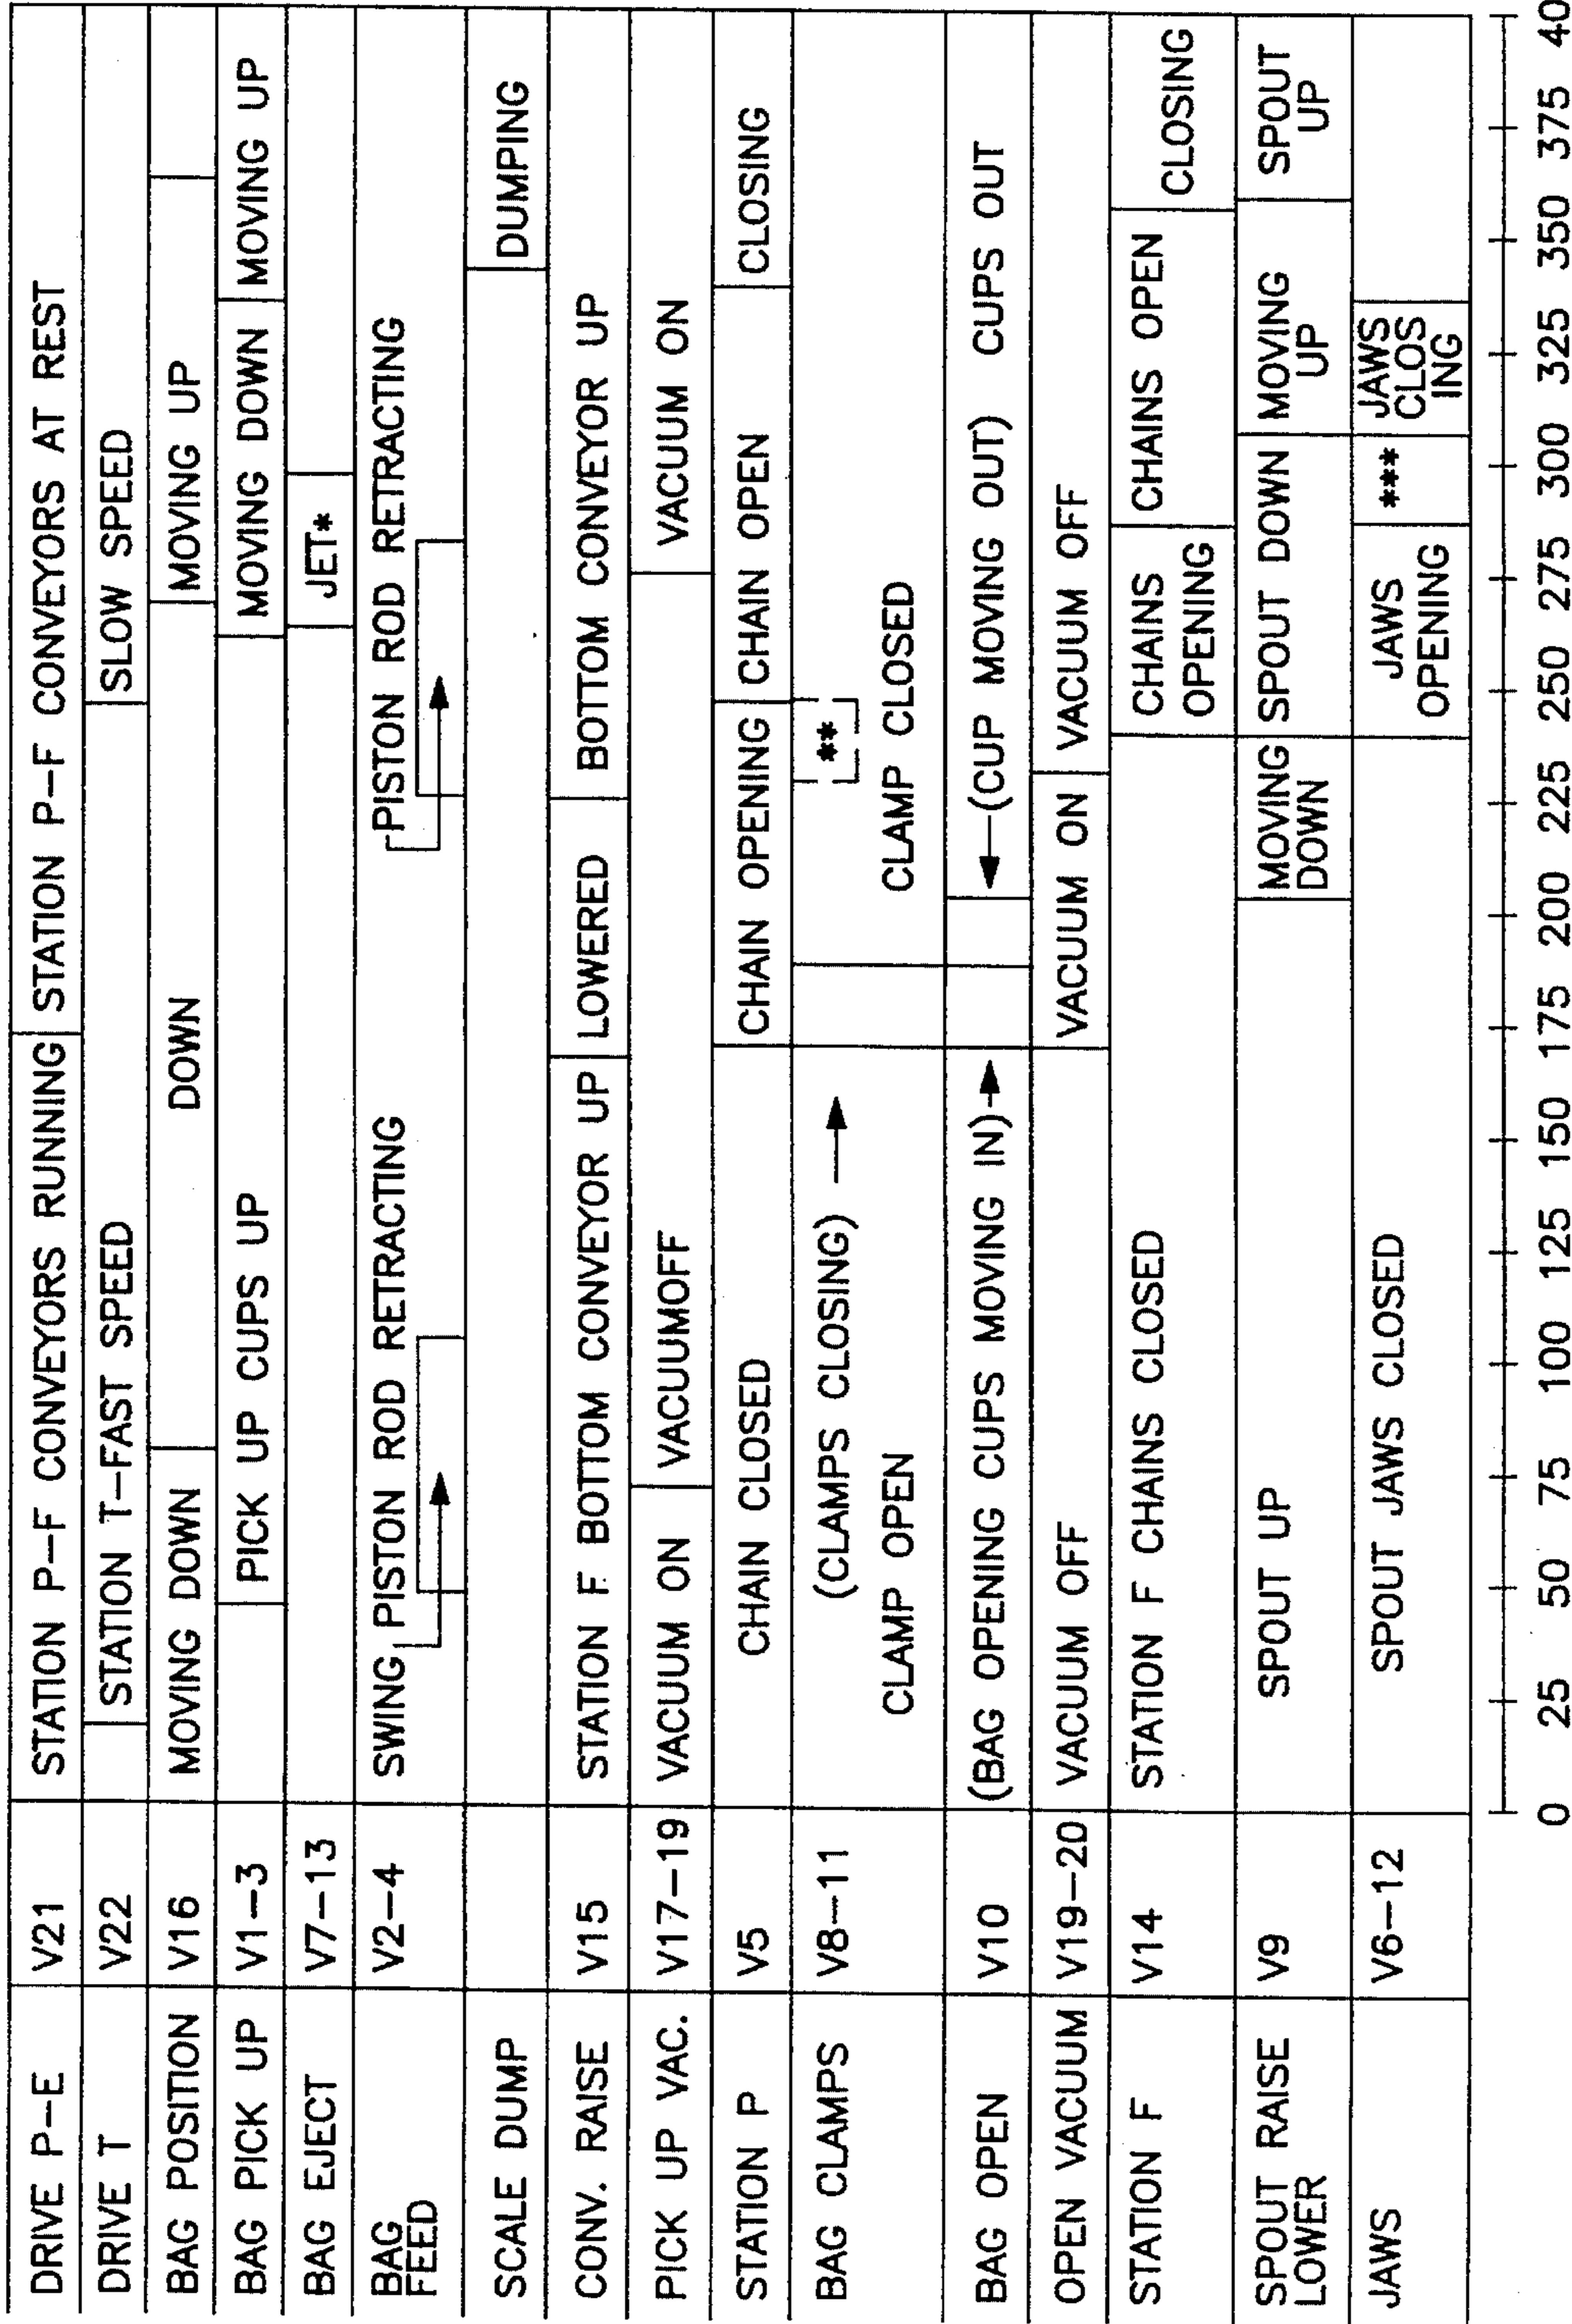 DRIVE P-E V21 STATION P-F CONVEYORS RUNNING STATION P-F CONVEYORS AT REST
DRIVE T V22 STATION T-FAST SPEED SLOW SPEED
BAG POSITION V16 MOVING DOWN DOWN MOVING UP
BAG PICK UP V1-3 PICK UP CUPS UP MOVING DOWN MOVING UP
BAG EJECT V7-13 JET*
BAG FEED V2-4 SWING PISTON ROD RETRACTING PISTON ROD RETRACTING
SCALE DUMP DUMPING
CONV. RAISE V15 STATION F BOTTOM CONVEYOR UP LOWERED BOTTOM CONVEYOR UP
PICK UP VAC. V17-19 VACUUM ON VACUUMOFF VACUUM ON
STATION P V5 CHAIN CLOSED CHAIN OPENING CHAIN OPEN CLOSING
BAG CLAMPS V8-11 (CLAMPS CLOSING) **
CLAMP OPEN CLAMP CLOSED
BAG OPEN V10 (BAG OPENING CUPS MOVING IN) (CUP MOVING OUT) CUPS OUT
OPEN VACUUM V19-20 VACUUM OFF VACUUM ON VACUUM OFF
STATION F V14 STATION F CHAINS CLOSED CHAINS OPENING CHAINS OPEN CLOSING
SPOUT RAISE LOWER V9 SPOUT UP MOVING DOWN SPOUT DOWN MOVING UP SPOUT UP
JAWS V6-12 SPOUT JAWS CLOSED JAWS OPENING *** JAWS CLOS ING
0 25 50 75 100 125 150 175 200 225 250 275 300 325 350 375 40